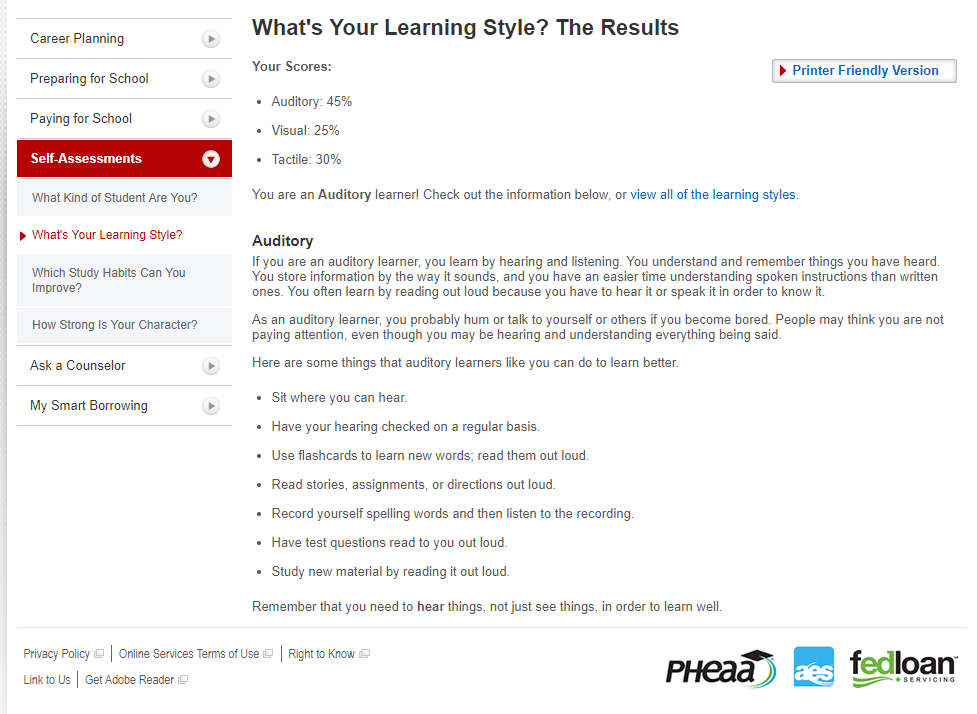 Career Planning
Preparing for School
Paying for School
Self-Assessments
What Kind of Student Are You?
What's Your Learning Style?
Which Study Habits Can You
Improve?
How Strong Is Your Character?
Ask a Counselor
My Smart Borrowing
What's Your Learning Style? The Results
Your Scores:
Printer Friendly Version
• Auditory: 45%
• Visual: 25%
• Tactile: 30%
You are an Auditory learner! Check out the information below, or view all of the learning styles.
Auditory
If you are an auditory learner, you learn by hearing and listening. You understand and remember things you have heard.
You store information by the way it sounds, and you have an easier time understanding spoken instructions than written
ones. You often learn by reading out loud because you have to hear it or speak it in order to know it.
As an auditory learner, you probably hum or talk to yourself or others if you become bored. People may think you are not
paying attention, even though you may be hearing and understanding everything being said.
Here are some things that auditory learners like you can do to learn better.
• Sit where you can hear.
• Have your hearing checked on a regular basis.
• Use flashcards to learn new words; read them out loud.
• Read stories, assignments, or directions out loud.
• Record yourself spelling words and then listen to the recording.
• Have test questions read to you out loud.
• Study new material by reading it out loud.
Remember that you need to hear things, not just see things, in order to learn well.
Privacy Policy | Online Services Terms of Use | Right to Know
Link to Us | Get Adobe Reader
PHEAA
aes
fedloan™
SERVICING